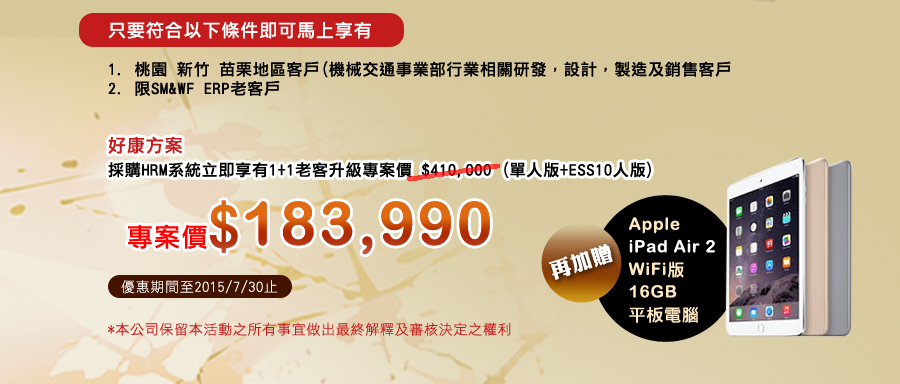 只要符合以下條件即可馬上享有
1. 桃園 新竹 苗栗地區客戶(機械交通事業部行業相關研發，設計，製造及銷售客戶
2. 限SM&WF ERP老客戶
好康方案
採購HRM系統立即享有1+1老客升級專案價 $410,000 (單人版+ESS10人版)
專案價$183,990
再加贈
Apple
iPad Air 2
WiFi版
16GB
平板電腦
優惠期間至2015/7/30止
*本公司保留本活動之所有事宜做出最終解釋及審核決定之權利